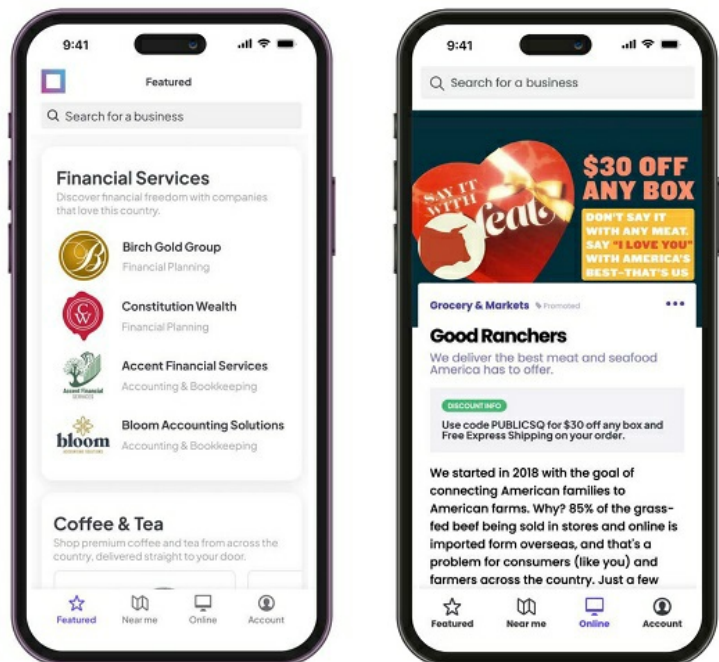 9:41
Featured
Search for a business
Financial Services
Discover financial freedom with companies
that love this country.
B
Birch Gold Group
Financial Planning
CW
Constitution Wealth
Financial Planning
Accent Financial
SERVICES
Accent Financial Services
Accounting & Bookkeeping
bloom
Bloom Accounting Solutions
Accounting & Bookkeeping
Coffee & Tea
Shop premium coffee and tea from across the
country, delivered straight to your door.
Featured
Near me
Online
Account
9:41
Search for a business
SAY IT
WITH
Meat
$30 OFF
ANY BOX
DON'T SAY IT
WITH ANY MEAT.
SAY "I LOVE YOU"
WITH AMERICA'S
BEST-THAT'S US
Grocery & Markets Promoted
Good Ranchers
We deliver the best meat and seafood
America has to offer.
DISCOUNT INFO
Use code PUBLICSQ for $30 off any box and
Free Express Shipping on your order.
We started in 2018 with the goal of
connecting American families to
American farms. Why? 85% of the grass-
fed beef being sold in stores and online is
imported form overseas, and that's a
problem for consumers (like you) and
farmers across the country. Just a few
Featured
Near me
Online
Account